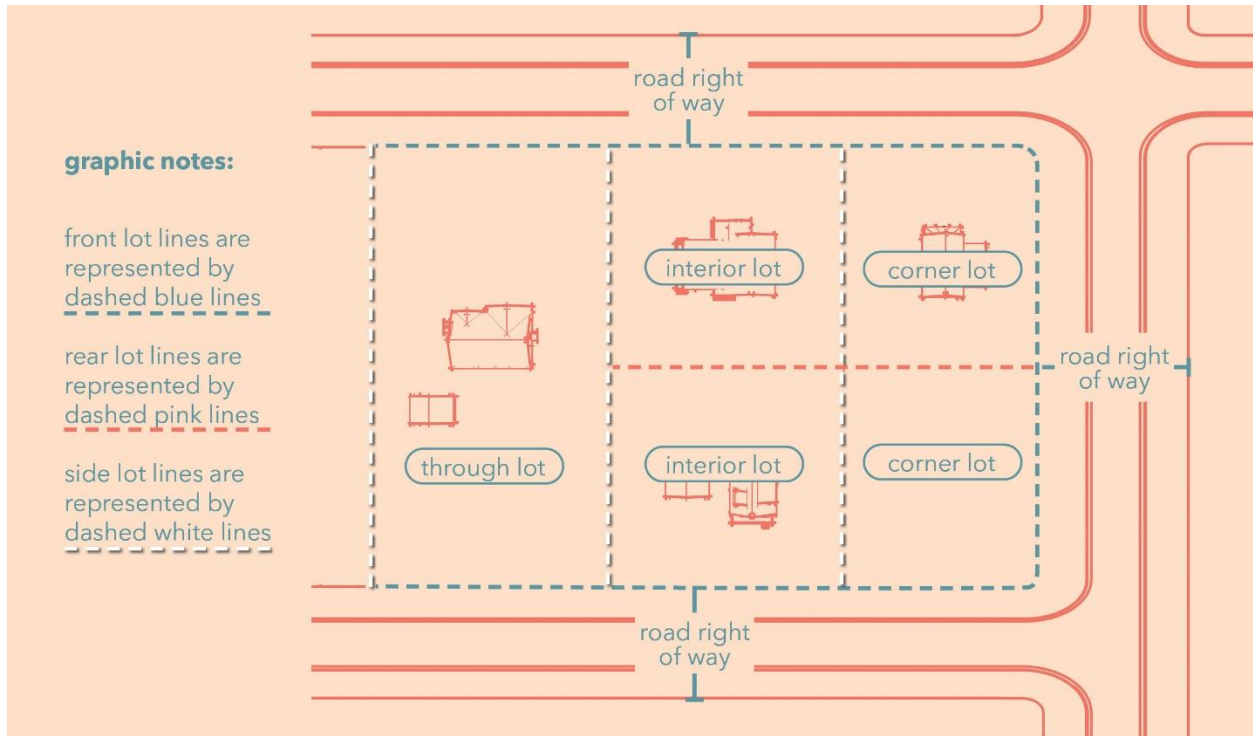 road right
of way
graphic notes:
front lot lines are
represented by
dashed blue lines
interior lot
corner lot
rear lot lines are
represented by
dashed pink lines
road right
of way
through lot
interior lot
corner lot
side lot lines are
represented by
dashed white lines
road right
of way